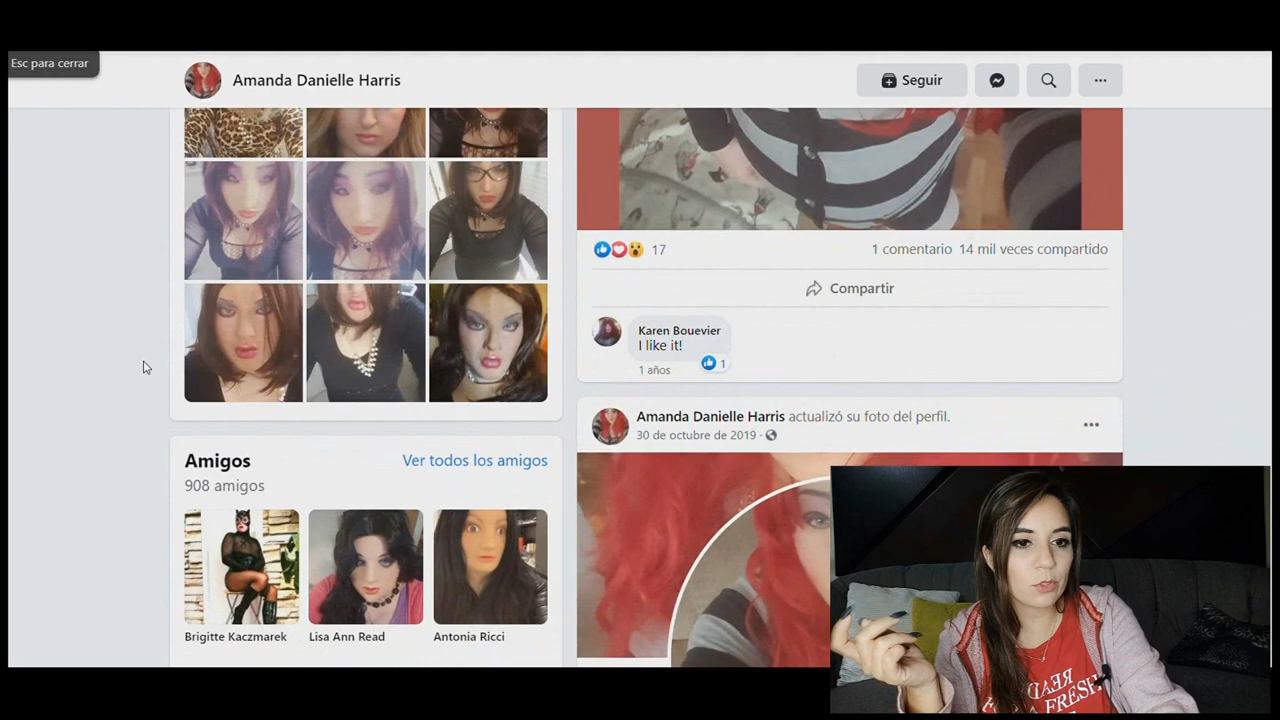 Esc para cerrar
Amanda Danielle Harris
Seguir
17
1 comentario 14 mil veces compartido
Compartir
Karen Bouevier
I like it!
1 años
1
Amigos
Ver todos los amigos
908 amigos
Brigitte Kaczmarek
Lisa Ann Read
Antonia Ricci
Amanda Danielle Harris actualizó su foto del perfil.
30 de octubre de 2019 ·
FRESH